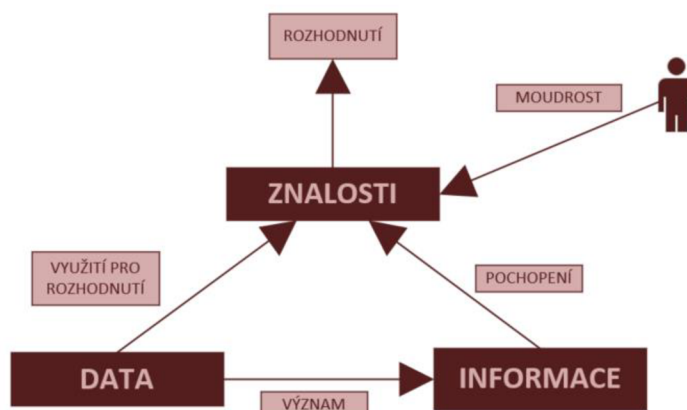 ROZHODNUTÍ
MOUDROST
ZNALOSTI
VYUŽITÍ PRO
ROZHODNUTÍ
POCHOPENÍ
DATA
INFORMACE
VÝZNAM